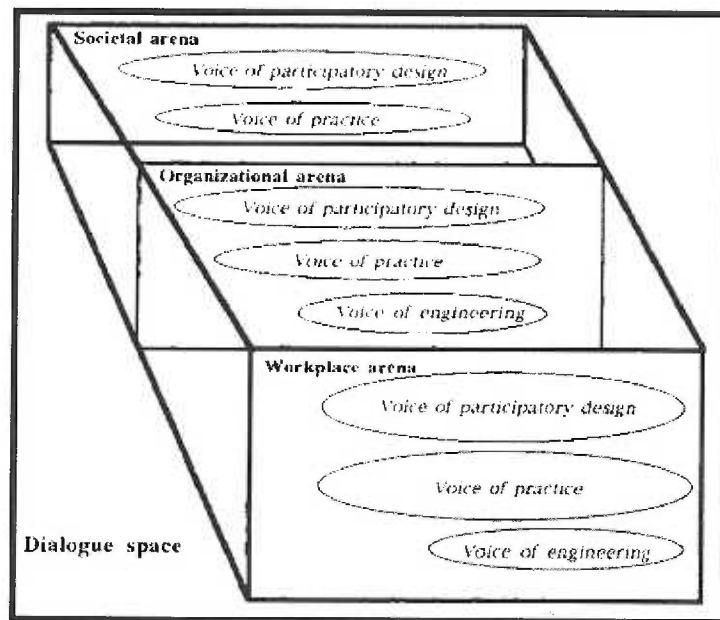 Societal arena
Voice of participatory design
Voice of practice
Organizational arena
Voice of participatory design
Voice of practice
Voice of engineering
Workplace arena
Voice of participatory design
Voice of practice
Voice of engineering
Dialogue space